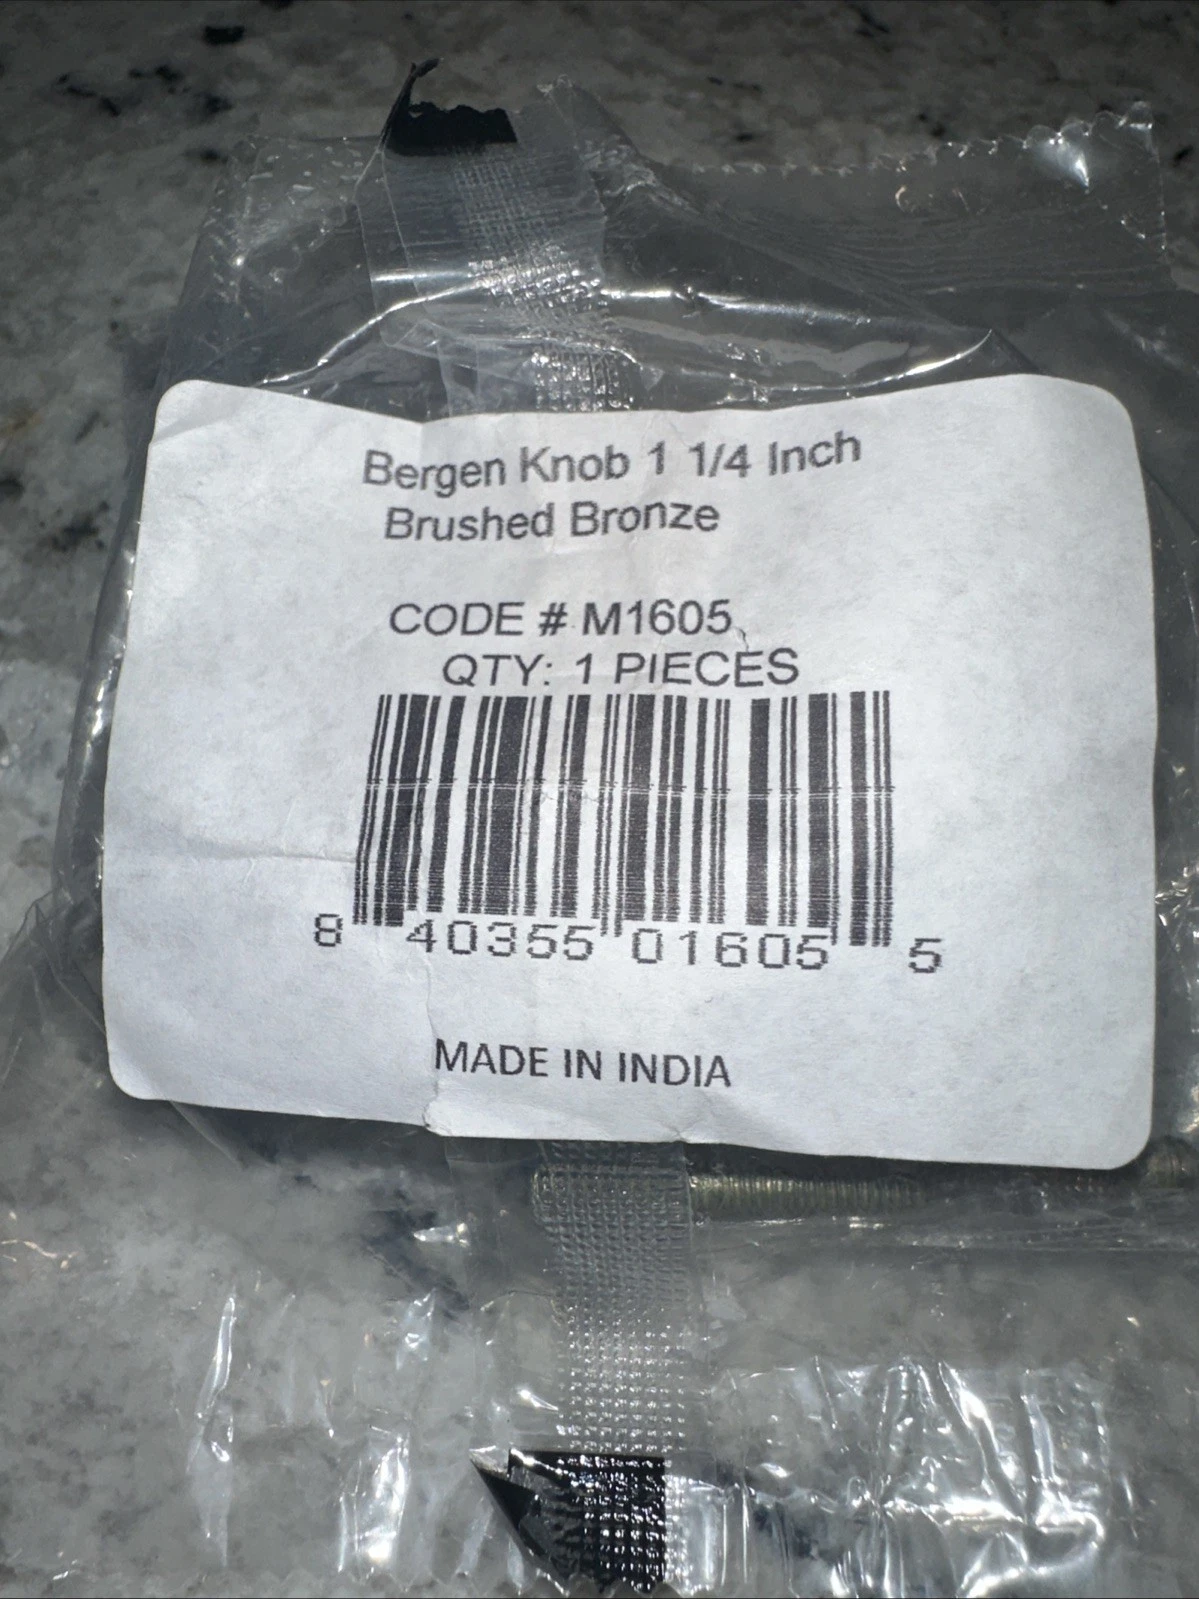 Bergen Knob 1 1/4 Inch
Brushed Bronze
CODE # M1605
QTY: 1 PIECES
8 40355 01605 5
MADE IN INDIA